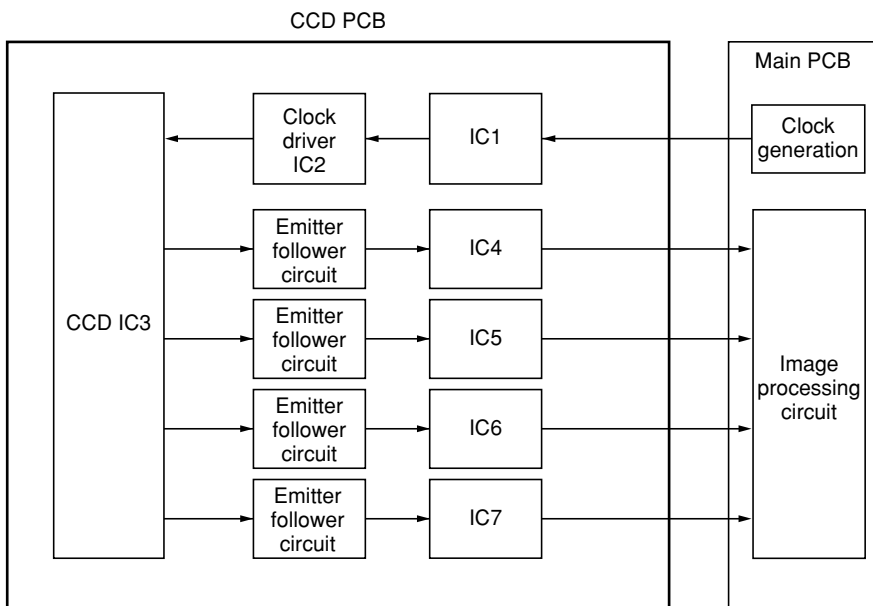 CCD PCB
Main PCB
Clock
driver
IC2
IC1
Clock
generation
CCD IC3
Emitter
follower
circuit
IC4
Emitter
follower
circuit
IC5
Emitter
follower
circuit
IC6
Emitter
follower
circuit
IC7
Image
processing
circuit